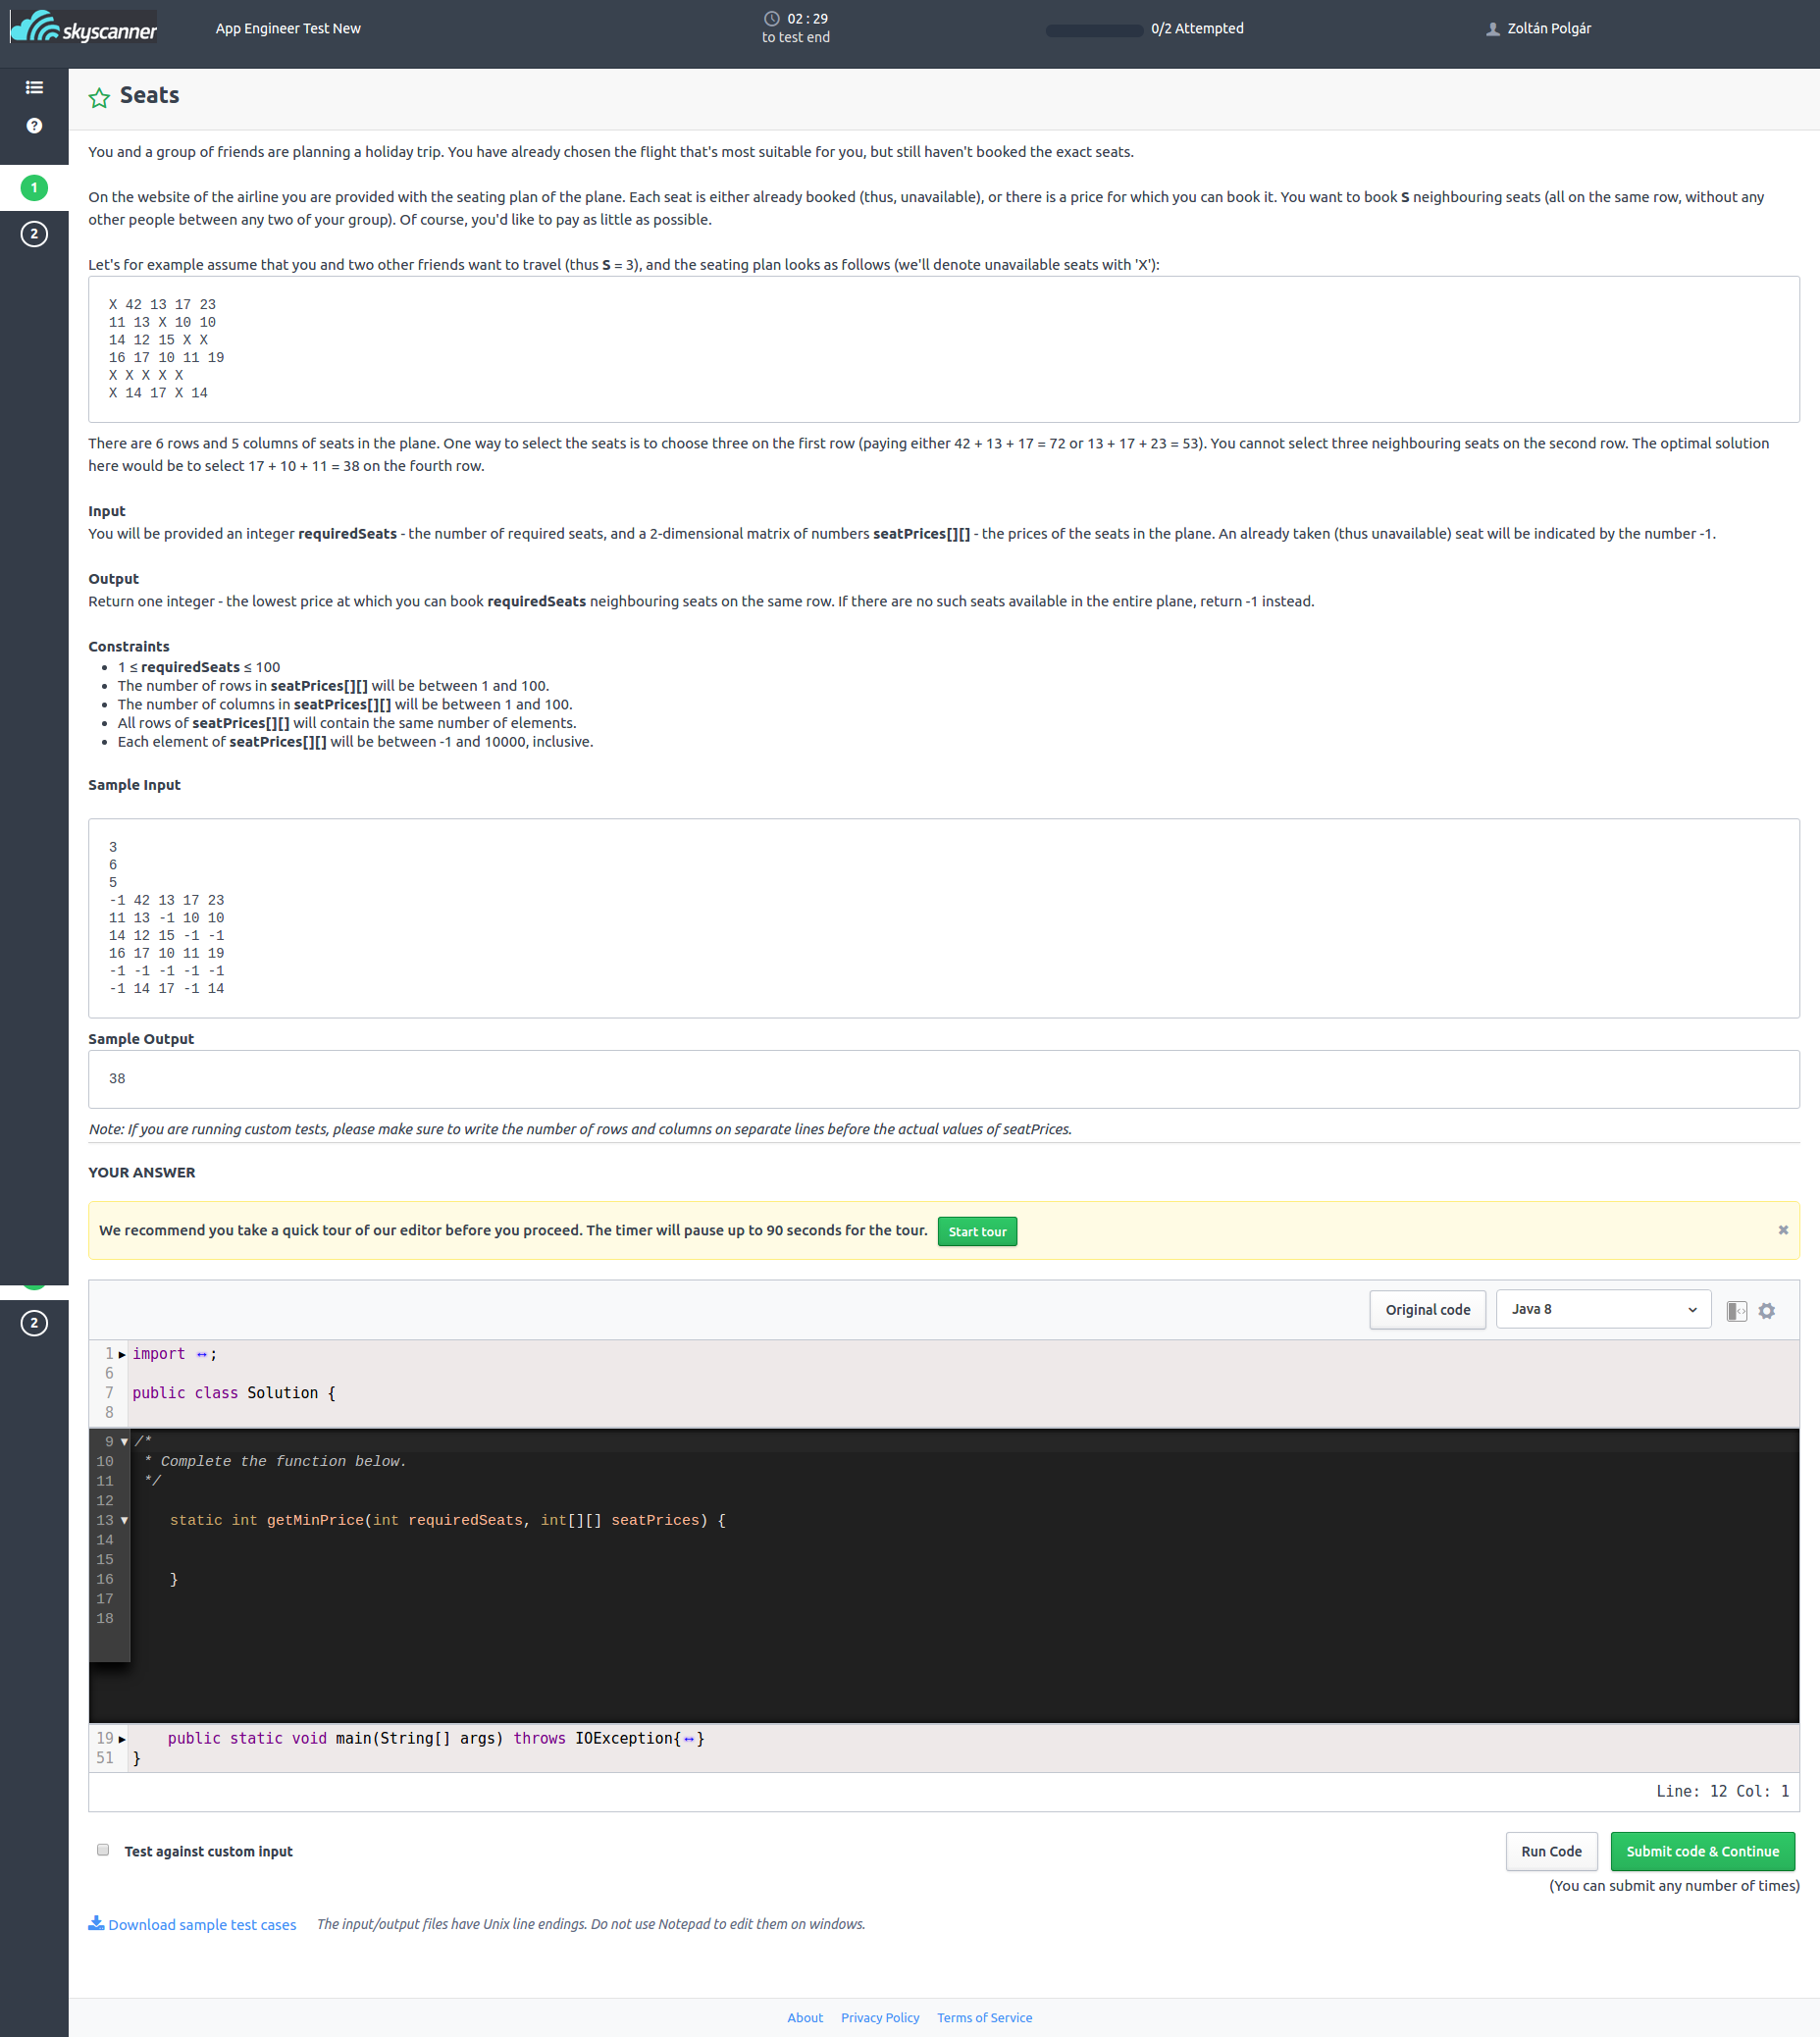 skyscanner
App Engineer Test New
02 : 29
to test end
0/2 Attempted
Zoltán Polgár
Seats
1
2
You and a group of friends are planning a holiday trip. You have already chosen the flight that's most suitable for you, but still haven't booked the exact seats.
On the website of the airline you are provided with the seating plan of the plane. Each seat is either already booked (thus, unavailable), or there is a price for which you can book it. You want to book S neighbouring seats (all on the same row, without any
other people between any two of your group). Of course, you'd like to pay as little as possible.
Let's for example assume that you and two other friends want to travel (thus S = 3), and the seating plan looks as follows (we'll denote unavailable seats with 'X'):
X 42 13 17 23
11 13 X 10 10
14 12 15 X X
16 17 10 11 19
X X X X X
X 14 17 X 14
There are 6 rows and 5 columns of seats in the plane. One way to select the seats is to choose three on the first row (paying either 42 + 13 + 17 = 72 or 13 + 17 + 23 = 53). You cannot select three neighbouring seats on the second row. The optimal solution
here would be to select 17 + 10 + 11 = 38 on the fourth row.
Input
You will be provided an integer requiredSeats - the number of required seats, and a 2-dimensional matrix of numbers seatPrices[][] - the prices of the seats in the plane. An already taken (thus unavailable) seat will be indicated by the number -1.
Output
Return one integer - the lowest price at which you can book requiredSeats neighbouring seats on the same row. If there are no such seats available in the entire plane, return -1 instead.
Constraints
• 1 ≤ requiredSeats ≤ 100
• The number of rows in seatPrices[][] will be between 1 and 100.
• The number of columns in seatPrices[][] will be between 1 and 100.
• All rows of seatPrices[][] will contain the same number of elements.
• Each element of seatPrices[][] will be between -1 and 10000, inclusive.
Sample Input
3
6
5
-1 42 13 17 23
11 13 -1 10 10
14 12 15 -1 -1
16 17 10 11 19
-1 -1 -1 -1 -1
-1 14 17 -1 14
Sample Output
38
Note: If you are running custom tests, please make sure to write the number of rows and columns on separate lines before the actual values of seatPrices.
YOUR ANSWER
We recommend you take a quick tour of our editor before you proceed. The timer will pause up to 90 seconds for the tour. Start tour
2
Original code
Java 8
1 import ↔;
6
7 public class Solution {
8
9 /*
10 * Complete the function below.
11 */
12
13 static int getMinPrice(int requiredSeats, int[][] seatPrices) {
14
15
16 }
17
18
19 public static void main(String[] args) throws IOException{↔}
51 }
Line: 12 Col: 1
Test against custom input
Run Code
Submit code & Continue
(You can submit any number of times)
Download sample test cases
The input/output files have Unix line endings. Do not use Notepad to edit them on windows.
About Privacy Policy Terms of Service